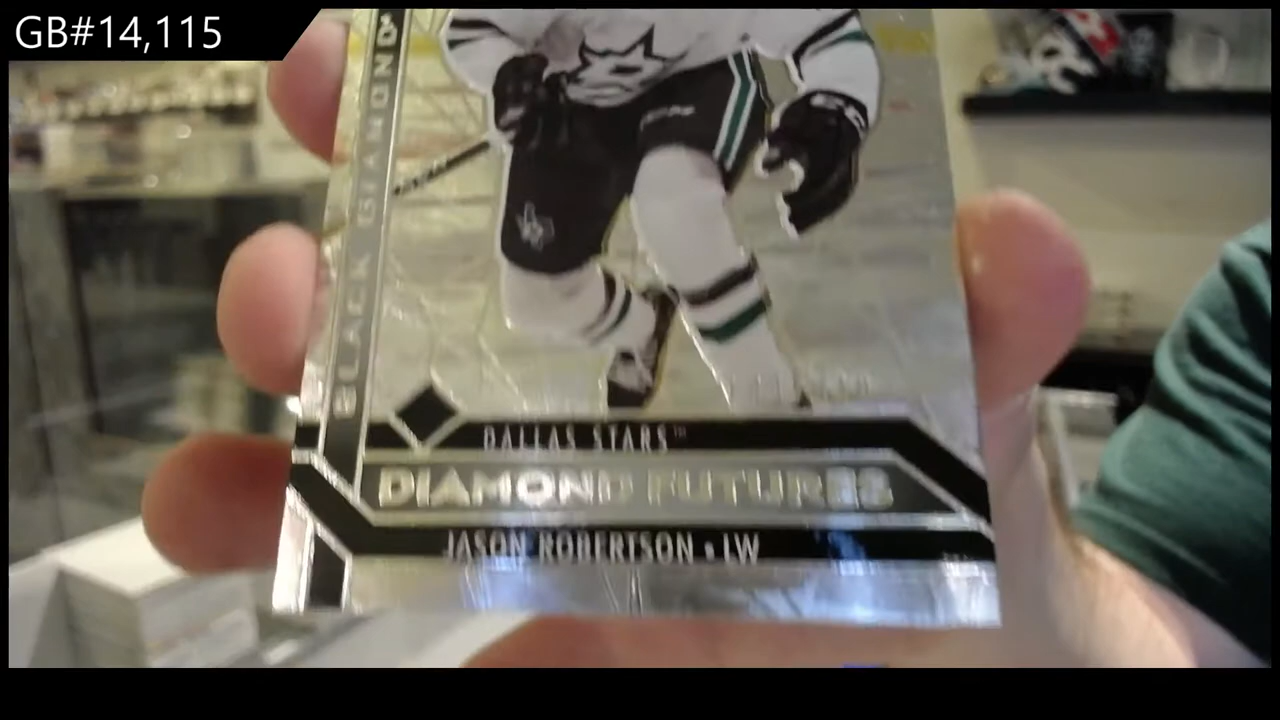 GB#14,115
BLACK DIAMOND
DALLAS STARS™
DIAMOND FUTURES
JASON ROBERTSON • LW